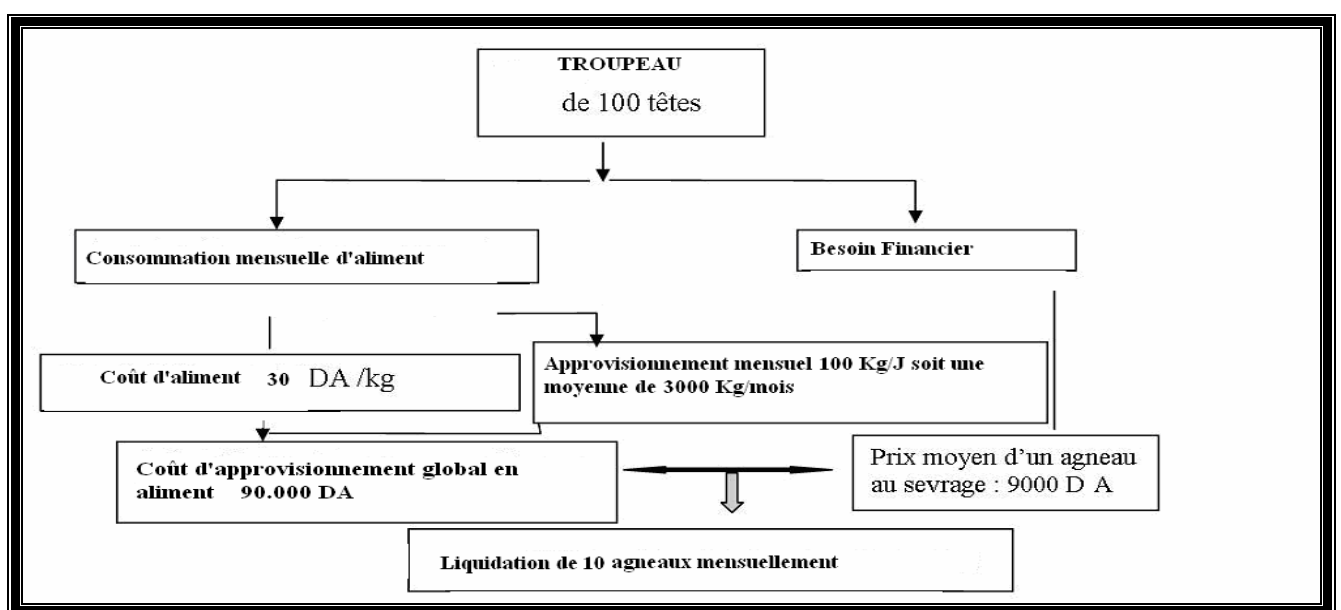 TROUPEAU
de 100 têtes
Consommation mensuelle d'aliment
Besoin Financier
Coût d'aliment 30 DA /kg
Approvisionnement mensuel 100 Kg/J soit une
moyenne de 3000 Kg/mois
Coût d'approvisionnement global en
aliment 90.000 DA
Prix moyen d'un agneau
au sevrage : 9000 D A
Liquidation de 10 agneaux mensuellement